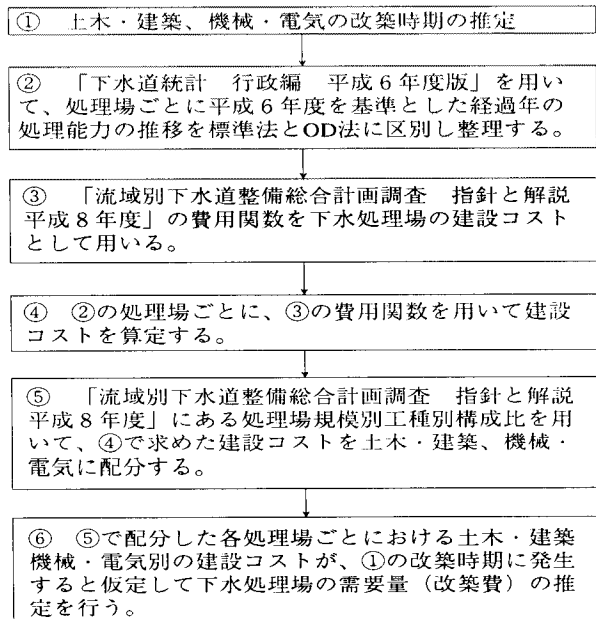 ① 土木・建築、機械・電気の改築時期の推定
② 「下水道統計 行政編 平成6年度版」を用い
て、処理場ごとに平成6年度を基準とした経過年の
処理能力の推移を標準法とOD法に区別し整理する。
③ 「流域別下水道整備総合計画調査 指針と解説
平成8年度」の費用関数を下水処理場の建設コスト
として用いる。
④ ②の処理場ごとに、③の費用関数を用いて建設
コストを算定する。
⑤ 「流域別下水道整備総合計画調査 指針と解説
平成8年度」にある処理場規模別工種別構成比を用
いて、④で求めた建設コストを土木・建築、機械・
電気に配分する。
⑥ ⑤で配分した各処理場ごとにおける土木・建築
機械・電気別の建設コストが、①の改築時期に発生
すると仮定して下水処理場の需要量（改築費）の推
定を行う。